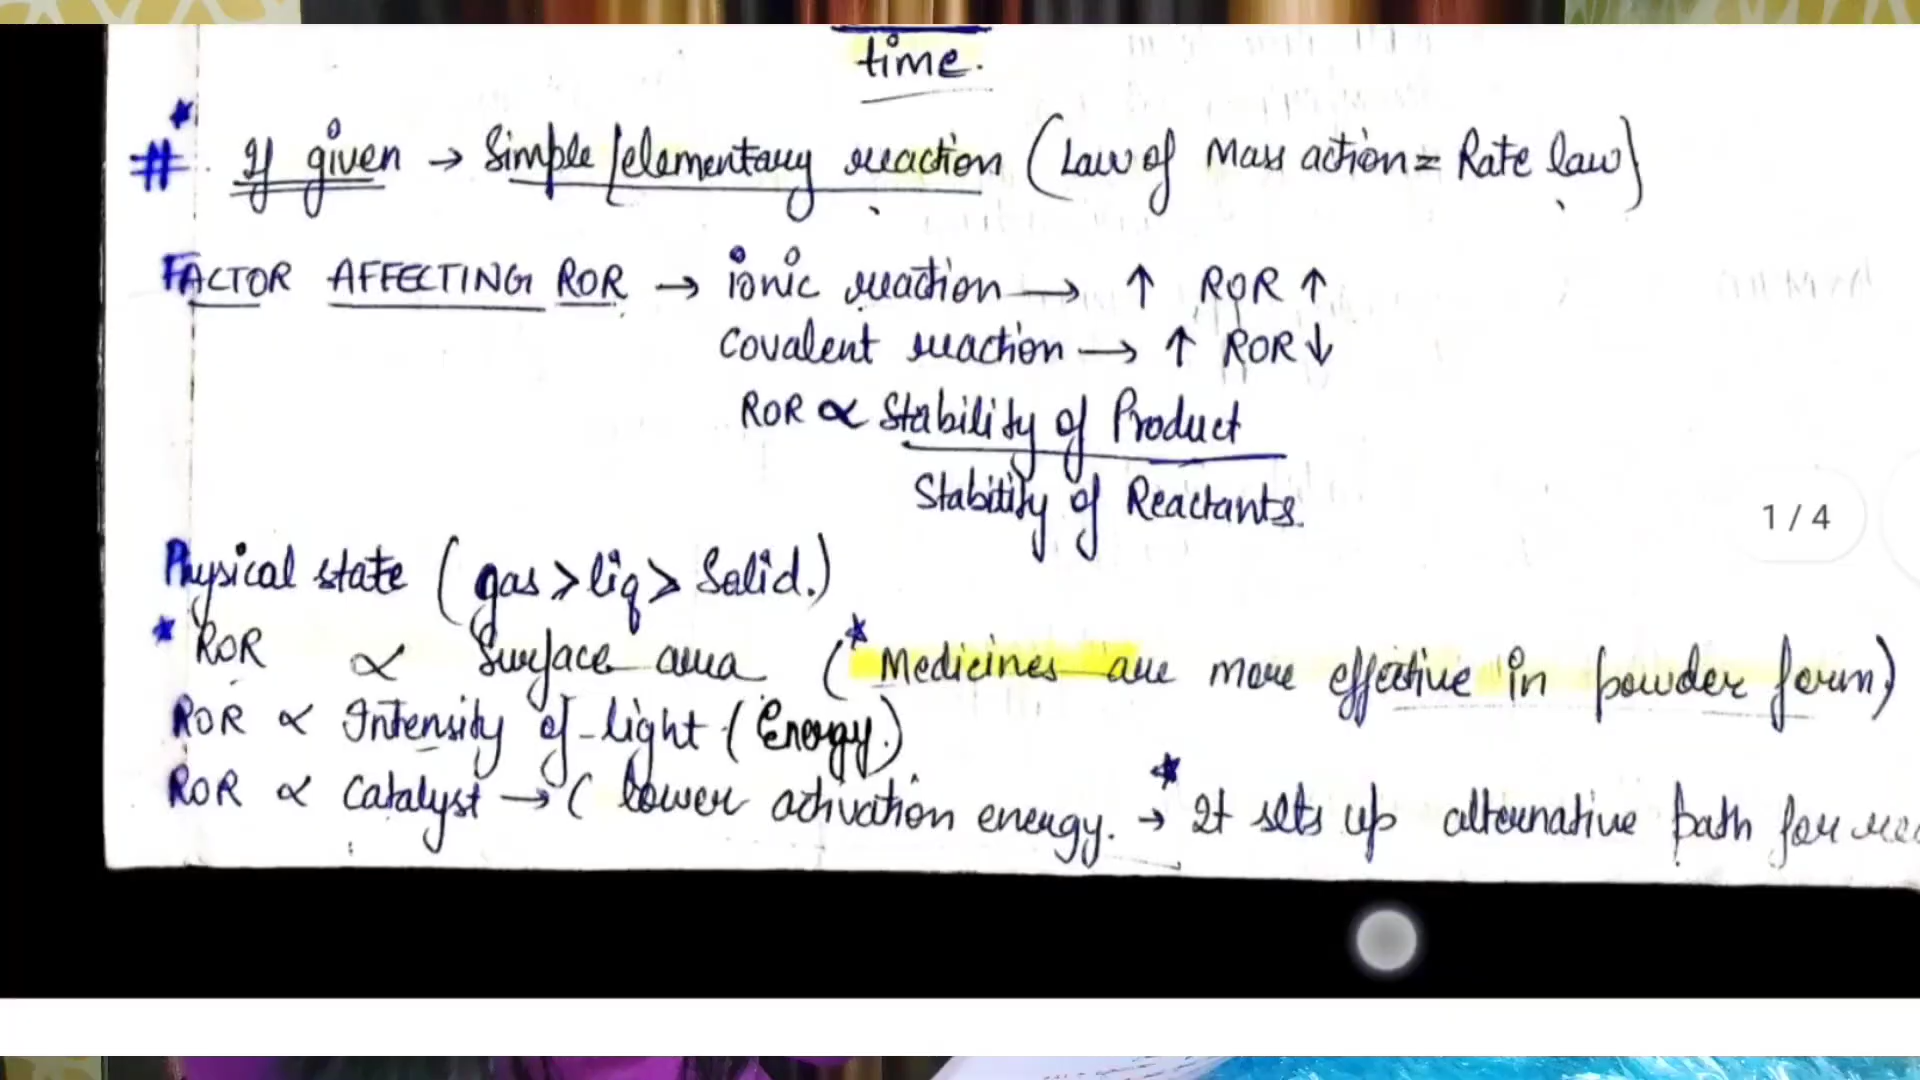 time.
# If given → Simple/elementary reaction (Law of Mass action = Rate law)
FACTOR AFFECTING ROR → ionic reaction → ↑ ROR ↑
covalent reaction → ↑ ROR ↓
ROR ∝ Stability of Product
Stability of Reactants.
1 / 4
Physical state (gas > liq > Solid.)
* ROR ∝ Surface area (* Medicines are more effective in powder form)
ROR ∝ Intensity of light (Energy.)
ROR ∝ Catalyst → ( lower activation energy. → * It sets up alternative path for